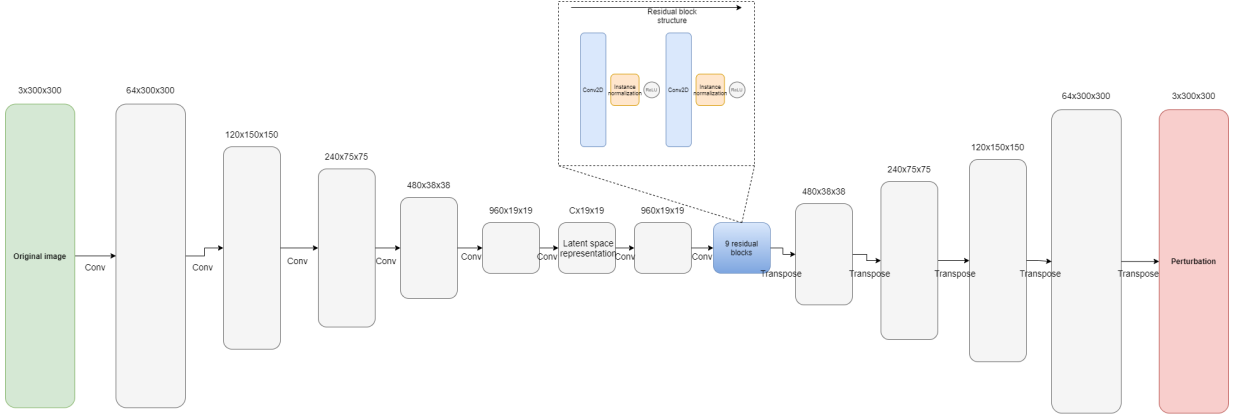 Residual block
structure
Conv2D
Instance
normalization
ReLU
Conv2D
Instance
normalization
ReLU
3x300x300
64x300x300
120x150x150
240x75x75
480x38x38
960x19x19
Cx19x19
960x19x19
480x38x38
240x75x75
120x150x150
64x300x300
3x300x300
Original image
Conv
Conv
Conv
Conv
Conv
Conv
Latent space
representation
Conv
Conv
9 residual
blocks
Transpose
Transpose
Transpose
Transpose
Transpose
Perturbation